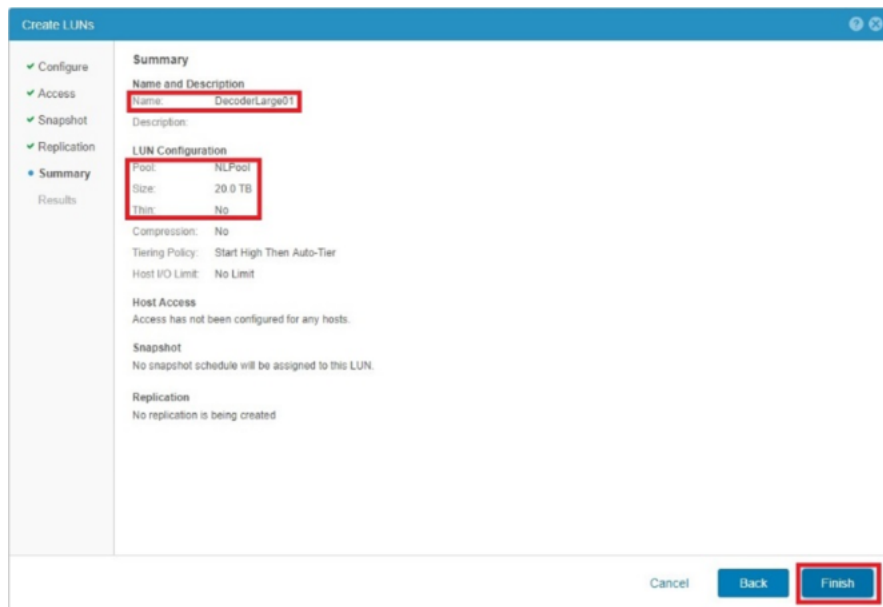 Create LUNs
Configure
Access
Snapshot
Replication
Summary
Results
Summary
Name and Description
Name: DecoderLarge01
Description:
LUN Configuration
Pool: NLPool
Size: 20.0 TB
Thin: No
Compression: No
Tiering Policy: Start High Then Auto-Tier
Host I/O Limit: No Limit
Host Access
Access has not been configured for any hosts.
Snapshot
No snapshot schedule will be assigned to this LUN.
Replication
No replication is being created
Cancel Back Finish